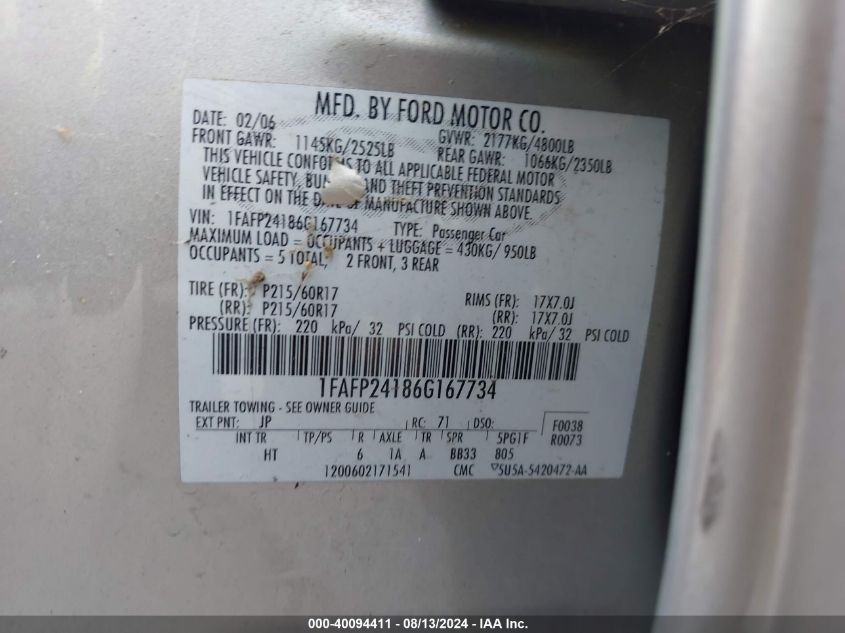 MFD. BY FORD MOTOR CO.
DATE: 02/06 GVWR: 2177KG/4800LB
FRONT GAWR: 1145KG/2525LB REAR GAWR: 1066KG/2350LB
THIS VEHICLE CONFORMS TO ALL APPLICABLE FEDERAL MOTOR
VEHICLE SAFETY, BUM AND THEFT PREVENTION STANDARDS
IN EFFECT ON THE DATE OF MANUFACTURE SHOWN ABOVE.
VIN: 1FAFP24186G167734 TYPE: Passenger Car
MAXIMUM LOAD = OCCUPANTS + LUGGAGE = 430KG/ 950LB
OCCUPANTS = 5 TOTAL, 2 FRONT, 3 REAR
TIRE (FR): P215/60R17 RIMS (FR): 17X7.0J
(RR): P215/60R17 (RR): 17X7.0J
PRESSURE (FR): 220 kPa/ 32 PSI COLD (RR): 220 kPa/ 32 PSI COLD
1FAFP24186G167734
TRAILER TOWING - SEE OWNER GUIDE
EXT PNT: JP RC: 71 DSO: F0038
INT TR TP/PS R AXLE TR SPR 5PG1F R0073
HT 6 1A A BB33 805
1200602171541 CMC 5U5A-5420472-AA
000-40094411 - 08/13/2024 - IAA Inc.